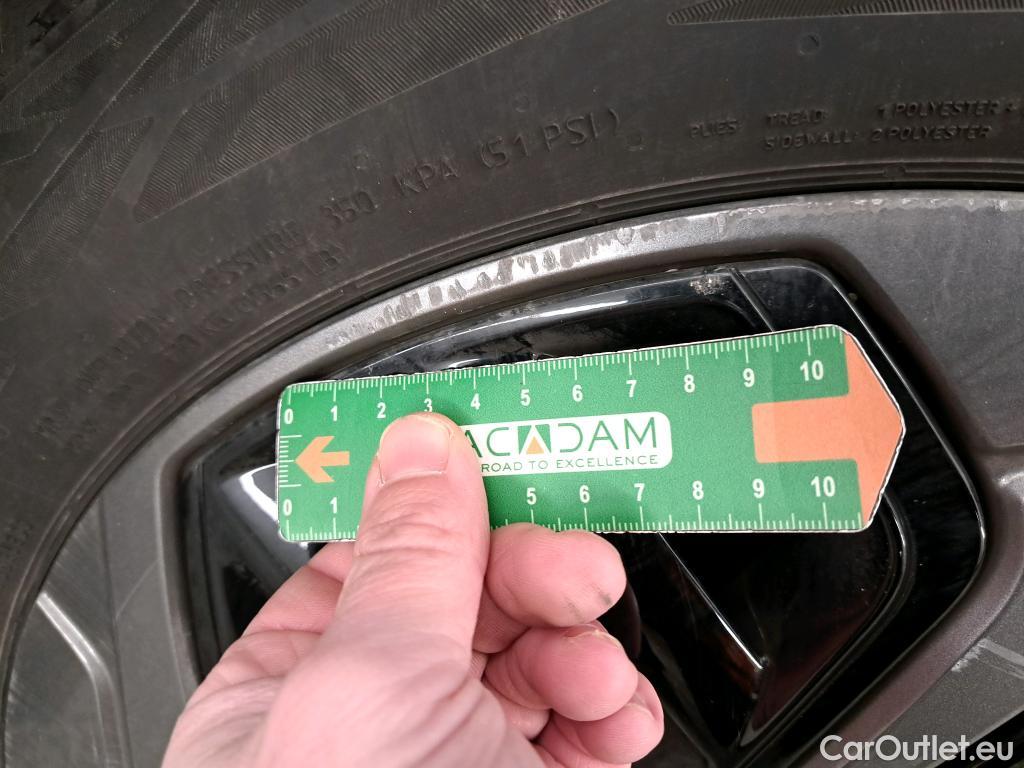 PLIES: TREAD: 1 POLYESTER +
SIDEWALL: 2 POLYESTER
PRESSURE 350 KPA (51 PSI)
0 1 2 3 4 5 6 7 8 9 10
ACADAM
ROAD TO EXCELLENCE
0 1 5 6 7 8 9 10
CarOutlet.eu